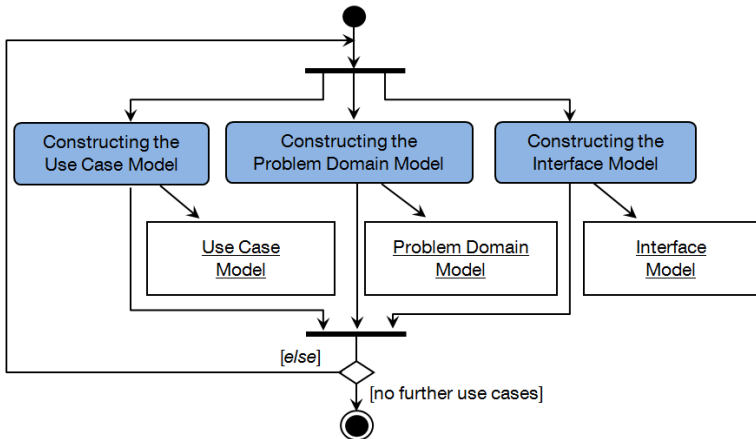 Constructing the
Use Case Model
Constructing the
Problem Domain Model
Constructing the
Interface Model
Use Case
Model
Problem Domain
Model
Interface
Model
[else]
[no further use cases]